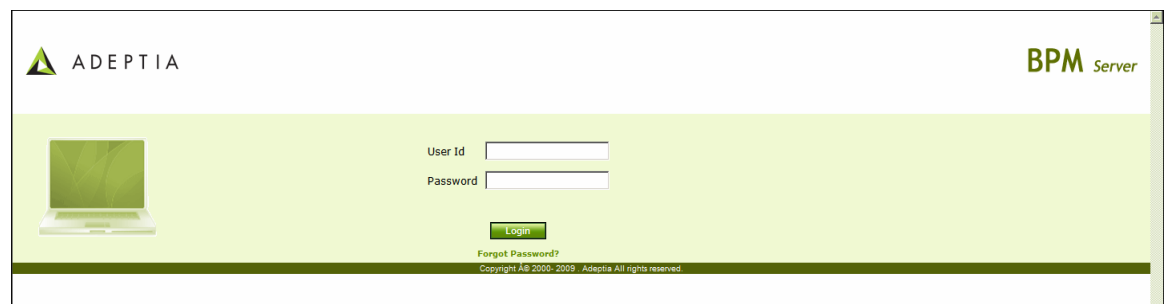 ADEPTIA
BPM Server
User Id
Password
Login
Forgot Password?
Copyright Â© 2000- 2009 . Adeptia All rights reserved.